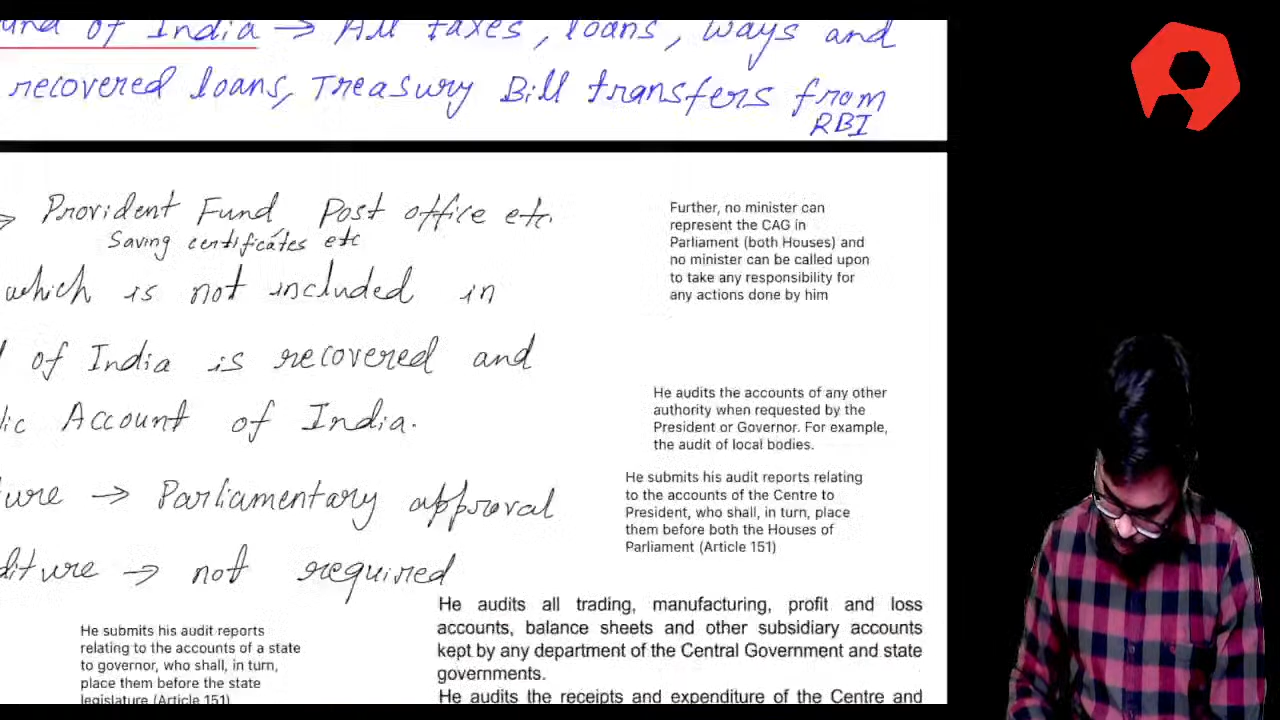 und of India → All taxes, loans, ways and
recovered loans, Treasury Bill transfers from
RBI
→ Provident Fund Post office etc.
Saving certificates etc
which is not included in
of India is recovered and
lic Account of India.
ure → Parliamentary approval
diture → not required
Further, no minister can
represent the CAG in
Parliament (both Houses) and
no minister can be called upon
to take any responsibility for
any actions done by him
He audits the accounts of any other
authority when requested by the
President or Governor. For example,
the audit of local bodies.
He submits his audit reports relating
to the accounts of the Centre to
President, who shall, in turn, place
them before both the Houses of
Parliament (Article 151)
He submits his audit reports
relating to the accounts of a state
to governor, who shall, in turn,
place them before the state
legislature (Article 151)
He audits all trading, manufacturing, profit and loss
accounts, balance sheets and other subsidiary accounts
kept by any department of the Central Government and state
governments.
He audits the receipts and expenditure of the Centre and